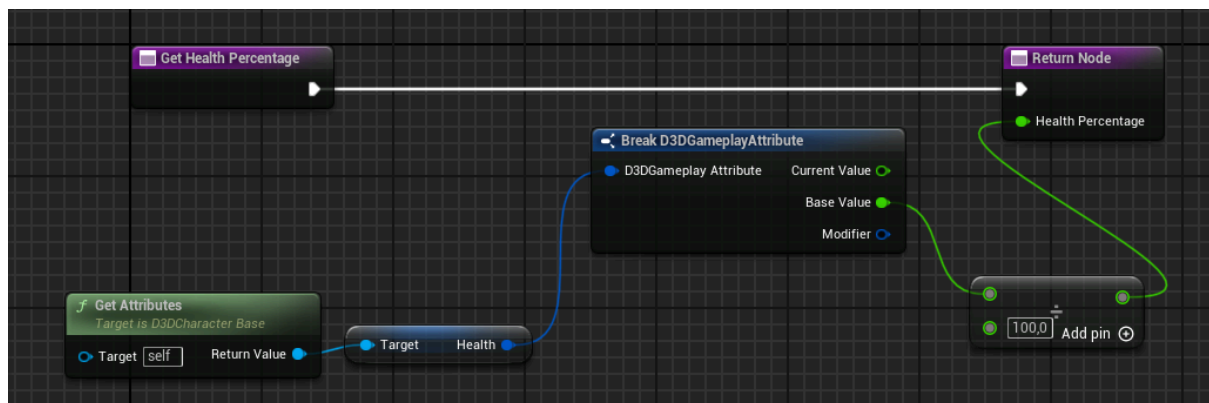 Get Health Percentage
Return Node
Health Percentage
Break D3DGameplayAttribute
D3DGameplay Attribute
Current Value
Base Value
Modifier
f Get Attributes
Target is D3DCharacter Base
Target self
Return Value
Target
Health
÷
100,0
Add pin